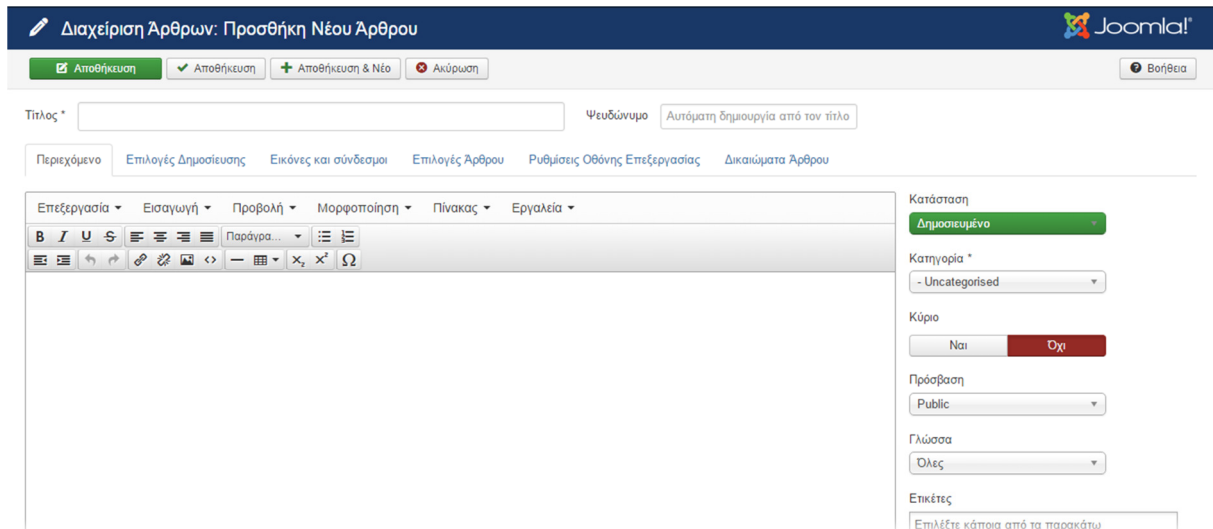 Διαχείριση Άρθρων: Προσθήκη Νέου Άρθρου
Joomla!
Αποθήκευση Αποθήκευση Αποθήκευση & Νέο Ακύρωση Βοήθεια
Τίτλος * Ψευδώνυμο Αυτόματη δημιουργία από τον τίτλο
Περιεχόμενο Επιλογές Δημοσίευσης Εικόνες και σύνδεσμοι Επιλογές Άρθρου Ρυθμίσεις Οθόνης Επεξεργασίας Δικαιώματα Άρθρου
Επεξεργασία Εισαγωγή Προβολή Μορφοποίηση Πίνακας Εργαλεία
B I U S Παράγρα...
Κατάσταση
Δημοσιευμένο
Κατηγορία *
- Uncategorised
Κύριο
Ναι Όχι
Πρόσβαση
Public
Γλώσσα
Όλες
Ετικέτες
Επιλέξτε κάποια από τα παρακάτω